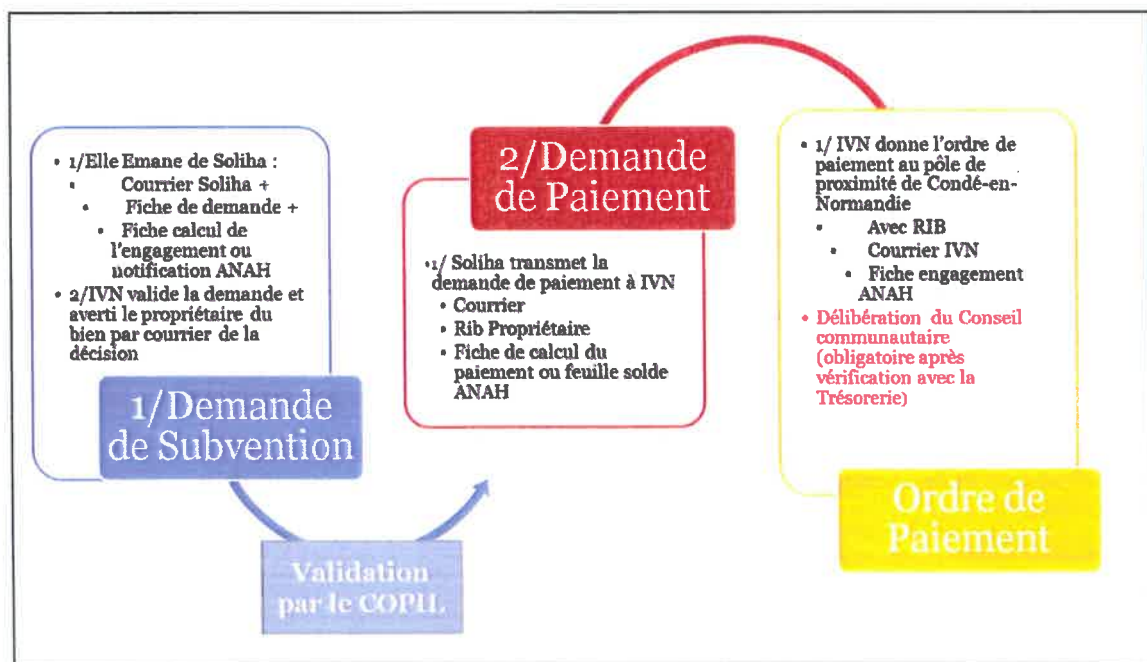 • 1/Elle Emane de Soliha :
• Courrier Soliha +
• Fiche de demande +
• Fiche calcul de
l'engagement ou
notification ANAH
• 2/IVN valide la demande et
averti le propriétaire du
bien par courrier de la
décision
1/Demande
de Subvention
Validation
par le COPIL
2/Demande
de Paiement
•1/ Soliha transmet la
demande de paiement à IVN
• Courrier
• Rib Propriétaire
• Fiche de calcul du
paiement ou feuille solde
ANAH
• 1/ IVN donne l'ordre de
paiement au pôle de
proximité de Condé-en-
Normandie
• Avec RIB
• Courrier IVN
• Fiche engagement
ANAH
• Délibération du Conseil
communautaire
(obligatoire après
vérification avec la
Trésorerie)
Ordre de
Paiement